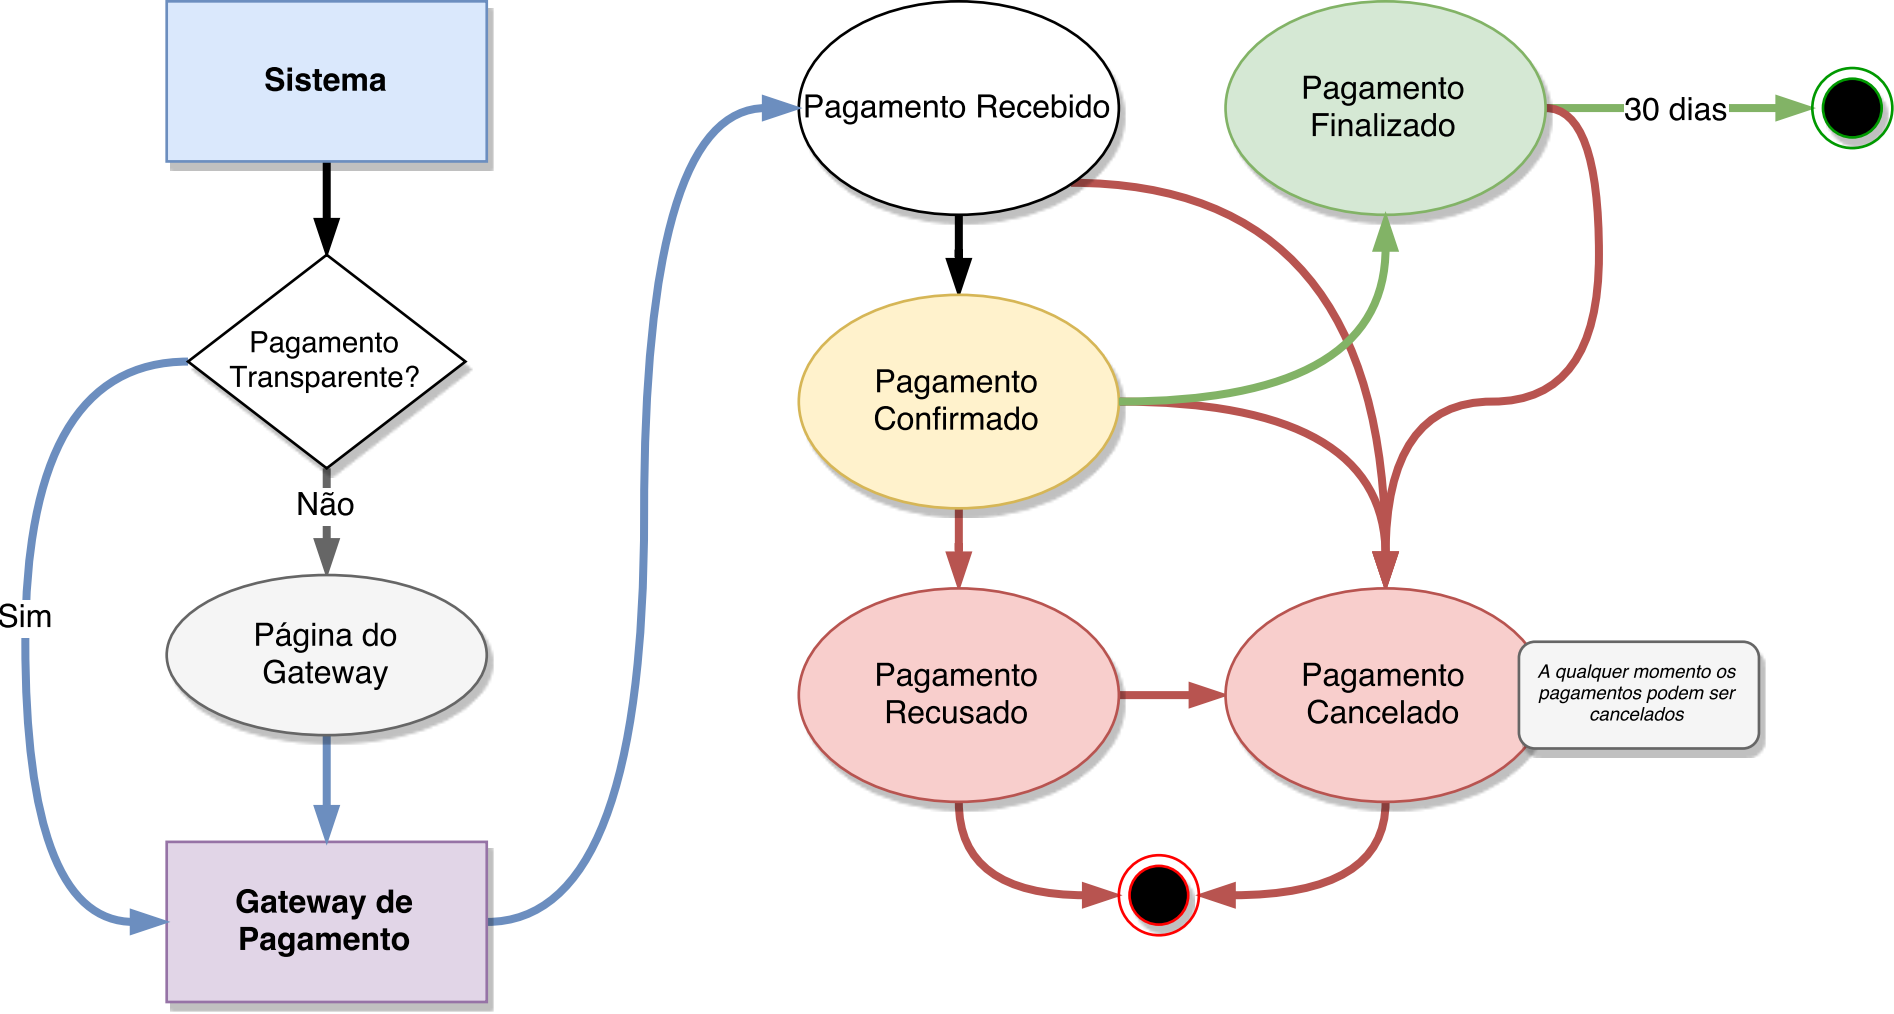 Sistema
Pagamento
Transparente?
Não
Sim
Página do
Gateway
Gateway de
Pagamento
Pagamento Recebido
Pagamento
Confirmado
Pagamento
Recusado
Pagamento
Finalizado
30 dias
Pagamento
Cancelado
A qualquer momento os
pagamentos podem ser
cancelados